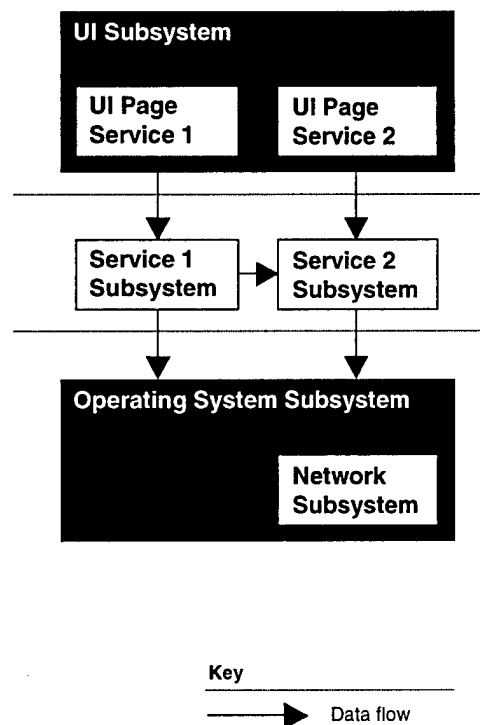 UI Subsystem
UI Page
Service 1
UI Page
Service 2
Service 1
Subsystem
Service 2
Subsystem
Operating System Subsystem
Network
Subsystem
Key
Data flow